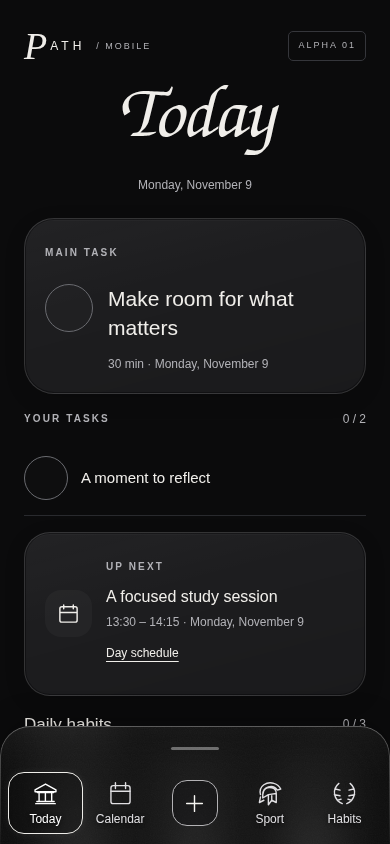 PATH / MOBILE
ALPHA 01
Today
Monday, November 9
MAIN TASK
Make room for what
matters
30 min · Monday, November 9
YOUR TASKS
0 / 2
A moment to reflect
UP NEXT
A focused study session
13:30 – 14:15 · Monday, November 9
Day schedule
Daily habits
0 / 3
Today
Calendar
Sport
Habits